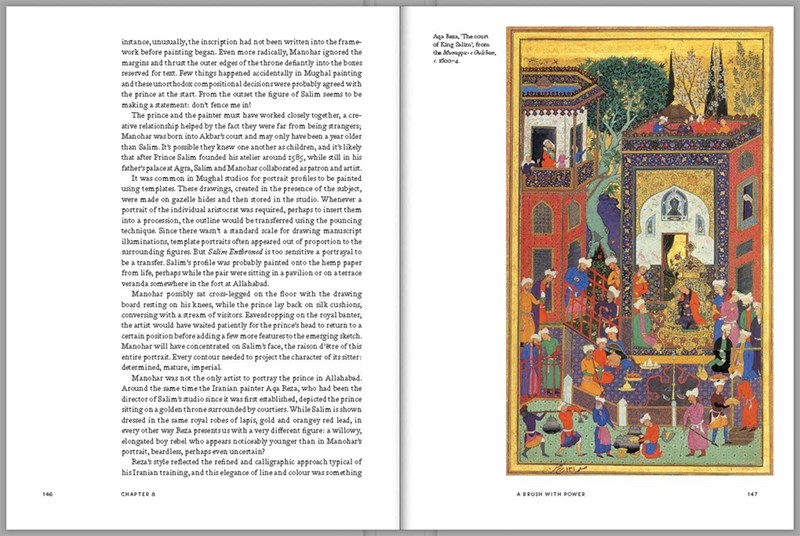 instance, unusually, the inscription had not been written into the frame-
work before painting began. Even more radically, Manohar ignored the
margins and thrust the outer edges of the throne defiantly into the boxes
reserved for text. Few things happened accidentally in Mughal painting
and these unorthodox compositional decisions were probably agreed with
the prince at the start. From the outset the figure of Salim seems to be
making a statement: don't fence me in!
The prince and the painter must have worked closely together, a cre-
ative relationship helped by the fact they were far from being strangers;
Manohar was born into Akbar's court and may only have been a year older
than Salim. It's possible they knew one another as children, and it's likely
that after Prince Salim founded his atelier around 1585, while still in his
father's palace at Agra, Salim and Manohar collaborated as patron and artist.
It was common in Mughal studios for portrait profiles to be painted
using templates. These drawings, created in the presence of the subject,
were made on gazelle hides and then stored in the studio. Whenever a
portrait of the individual aristocrat was required, perhaps to insert them
into a procession, the outline would be transferred using the pouncing
technique. Since there wasn't a standard scale for drawing manuscript
illuminations, template portraits often appeared out of proportion to the
surrounding figures. But Salim Enthroned is too sensitive a portrayal to
be a transfer. Salim's profile was probably painted onto the hemp paper
from life, perhaps while the pair were sitting in a pavilion or on a terrace
veranda somewhere in the fort at Allahabad.
Manohar possibly sat cross-legged on the floor with the drawing
board resting on his knees, while the prince lay back on silk cushions,
conversing with a stream of visitors. Eavesdropping on the royal banter,
the artist would have waited patiently for the prince's head to return to a
certain position before adding a few more features to the emerging sketch.
Manohar will have concentrated on Salim's face, the raison d'être of this
entire portrait. Every contour needed to project the character of its sitter:
determined, mature, imperial.
Manohar was not the only artist to portray the prince in Allahabad.
Around the same time the Iranian painter Aqa Reza, who had been the
director of Salim's studio since it was first established, depicted the prince
sitting on a golden throne surrounded by courtiers. While Salim is shown
dressed in the same royal robes of lapis, gold and orangey red lead, in
every other way Reza presents us with a very different figure: a willowy,
elongated boy rebel who appears noticeably younger than in Manohar's
portrait, beardless, perhaps even uncertain?
Reza's style reflected the refined and calligraphic approach typical of
his Iranian training, and this elegance of line and colour was something
146
CHAPTER 8
Aqa Reza, 'The court
of King Salim', from
the Muraqqa-e Gulshan,
c. 1600–4.
A BRUSH WITH POWER
147